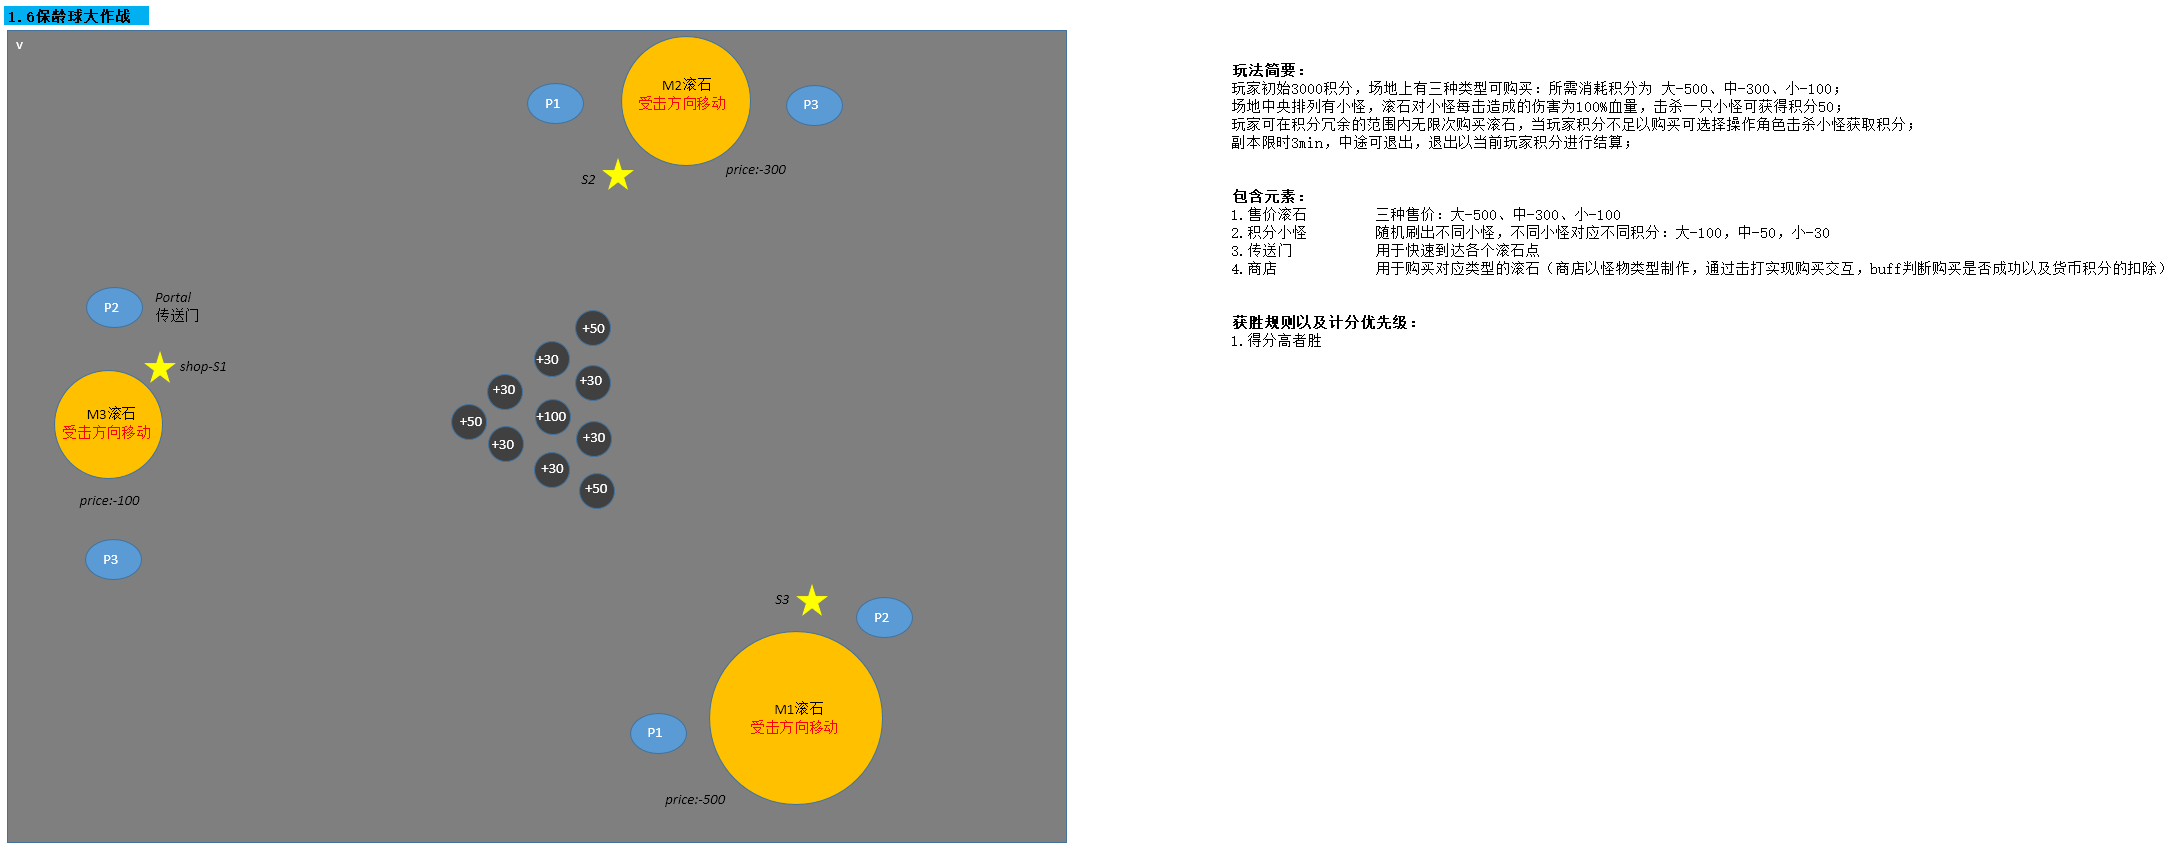 1.6保龄球大作战
v
M2滚石
受击方向移动
P1
P3
price:-300
S2
P2
Portal
传送门
shop-S1
M3滚石
受击方向移动
price:-100
P3
+50
+30
+30
+30
+50
+100
+30
+30
+30
+50
S3
P2
M1滚石
受击方向移动
P1
price:-500
玩法简要:
玩家初始3000积分，场地上有三种类型可购买：所需消耗积分为 大-500、中-300、小-100；
场地中央排列有小怪，滚石对小怪每击造成的伤害为100%血量，击杀一只小怪可获得积分50；
玩家可在积分冗余的范围内无限次购买滚石，当玩家积分不足以购买可选择操作角色击杀小怪获取积分；
副本限时3min，中途可退出，退出以当前玩家积分进行结算；
包含元素:
1.售价滚石 三种售价：大-500、中-300、小-100
2.积分小怪 随机刷出不同小怪，不同小怪对应不同积分：大-100，中-50，小-30
3.传送门 用于快速到达各个滚石点
4.商店 用于购买对应类型的滚石（商店以怪物类型制作，通过击打实现购买交互，buff判断购买是否成功以及货币积分的扣除）
获胜规则以及计分优先级:
1.得分高者胜